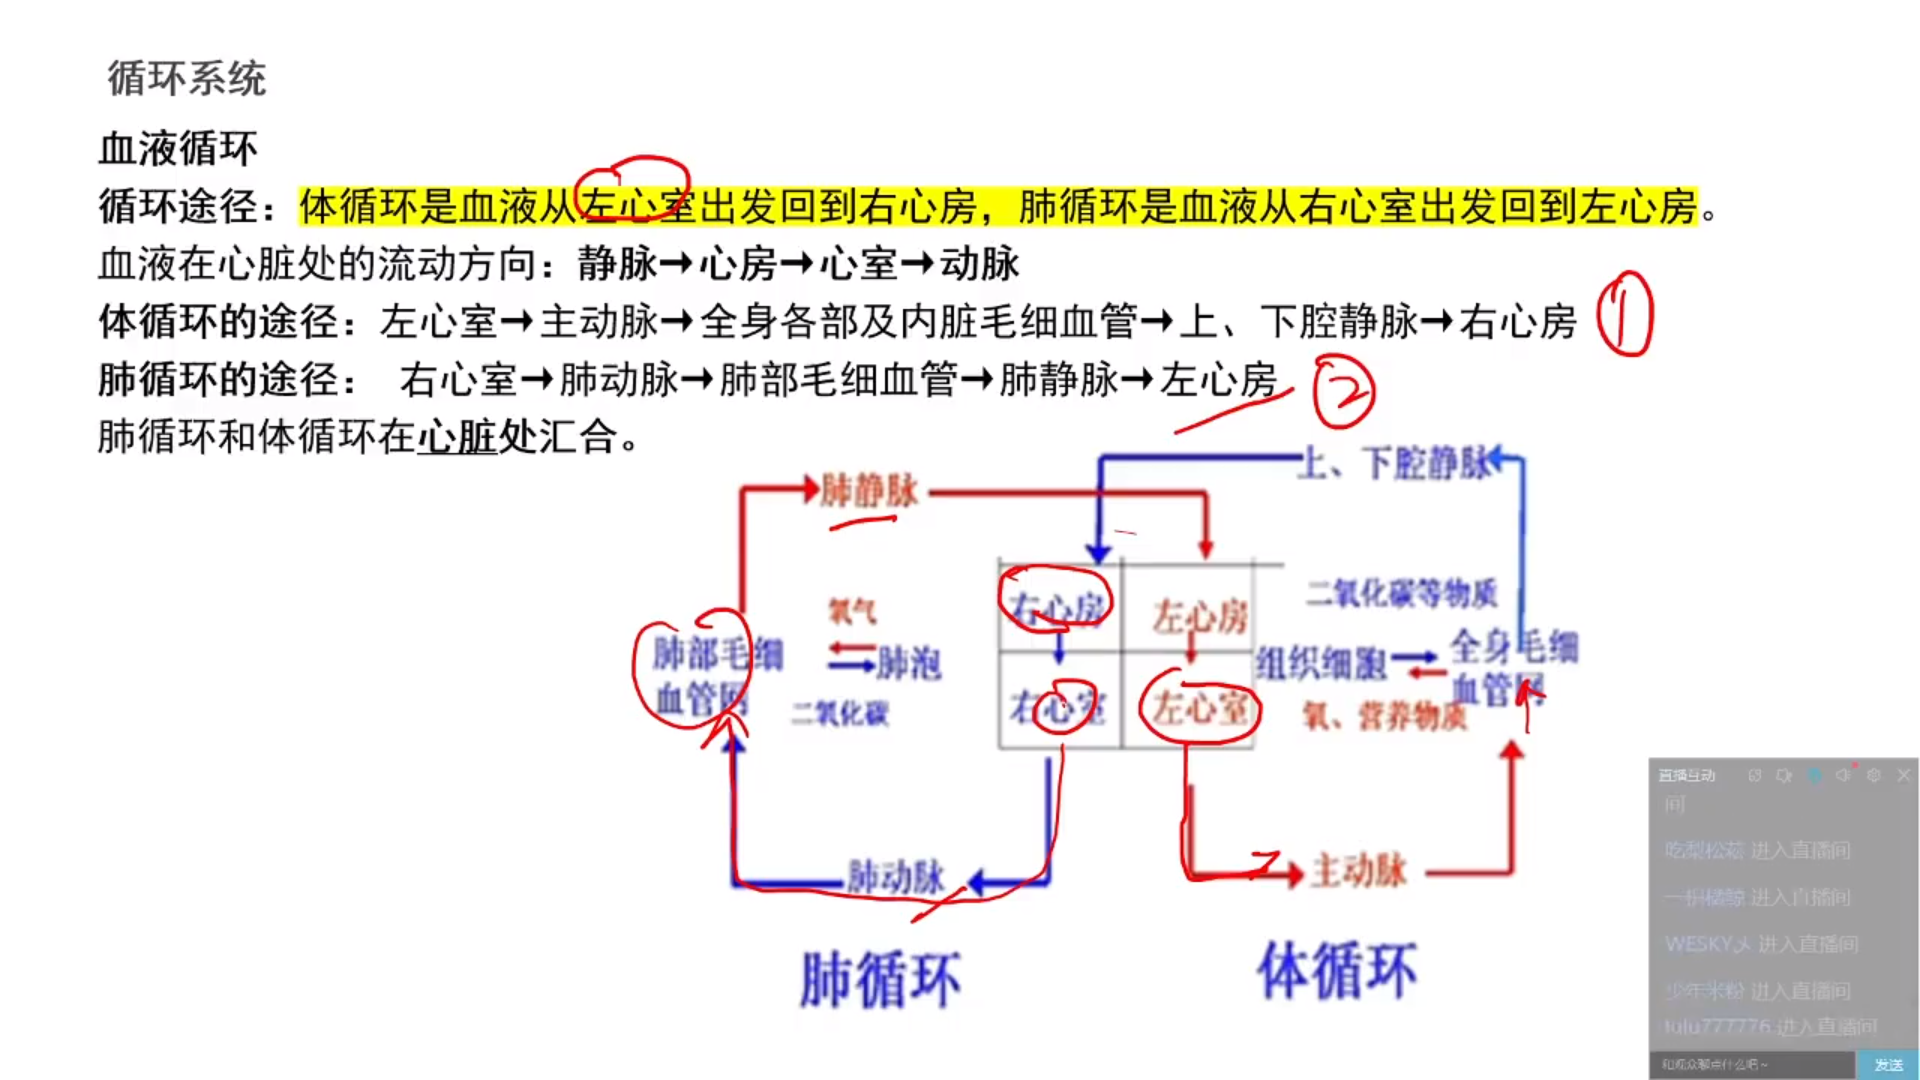 循环系统
血液循环
循环途径：体循环是血液从左心室出发回到右心房，肺循环是血液从右心室出发回到左心房。
血液在心脏处的流动方向：静脉→心房→心室→动脉
体循环的途径：左心室→主动脉→全身各部及内脏毛细血管→上、下腔静脉→右心房 ①
肺循环的途径： 右心室→肺动脉→肺部毛细血管→肺静脉→左心房 ②
肺循环和体循环在心脏处汇合。
上、下腔静脉
肺静脉
氧气
右心房
左心房
二氧化碳等物质
肺部毛细
血管网
肺泡
组织细胞
全身毛细
血管网
二氧化碳
右心室
左心室
氧、营养物质
肺动脉
主动脉
肺循环
体循环
直播互动
间
吃梨松菘 进入直播间
进入直播间
WESKY乄 进入直播间
少年米粉 进入直播间
lulu777776 进入直播间
和观众聊点什么吧~
发送